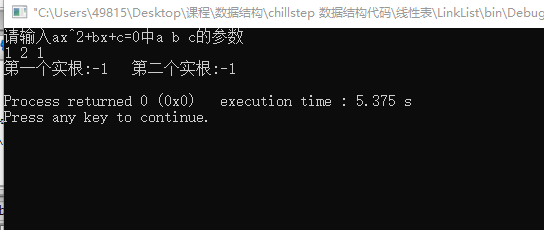 "C:\Users\49815\Desktop\课程\数据结构\chillstep 数据结构代码\线性表\LinkList\bin\Debug
请输入ax^2+bx+c=0中a b c的参数
1 2 1
第一个实根:-1 第二个实根:-1
Process returned 0 (0x0) execution time : 5.375 s
Press any key to continue.